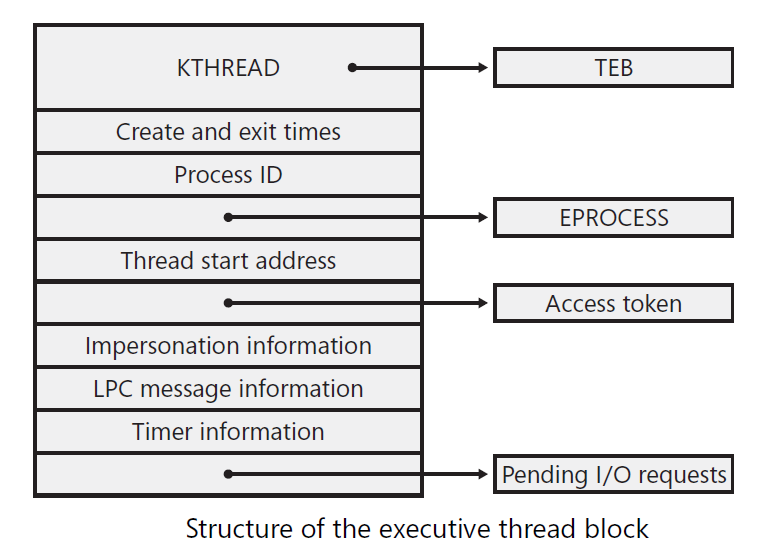 KTHREAD
TEB
Create and exit times
Process ID
EPROCESS
Thread start address
Access token
Impersonation information
LPC message information
Timer information
Pending I/O requests
Structure of the executive thread block